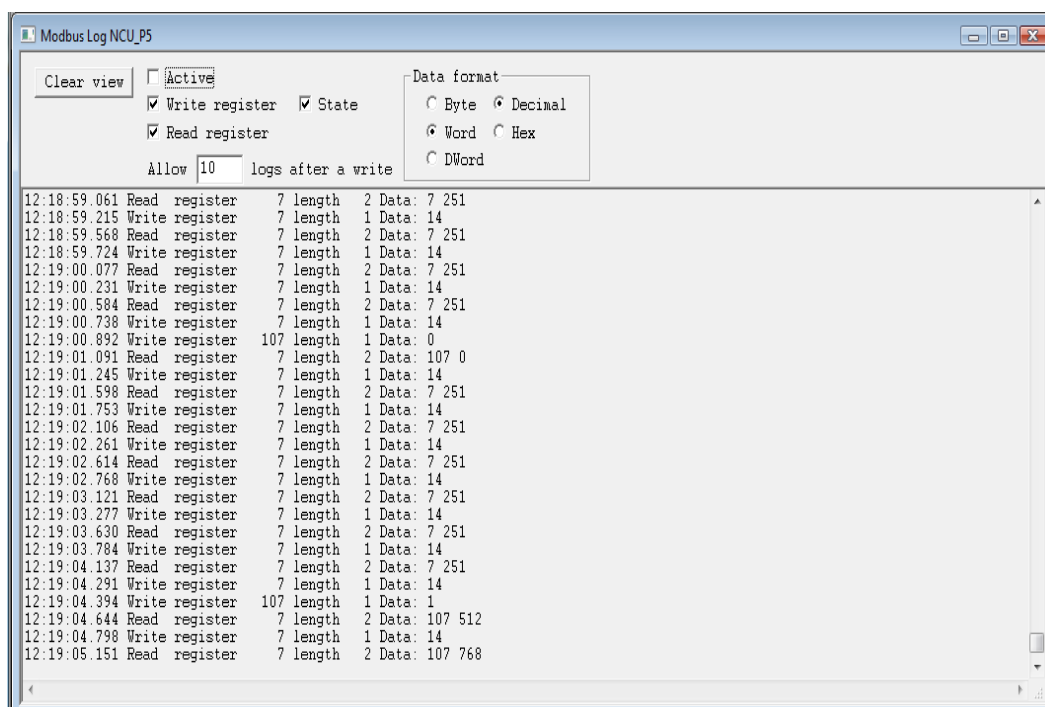 Modbus Log NCU_P5
Clear view
Active
Write register State
Read register
Allow 10 logs after a write
Data format
Byte Decimal
Word Hex
DWord
12:18:59.061 Read register 7 length 2 Data: 7 251
12:18:59.215 Write register 7 length 1 Data: 14
12:18:59.568 Read register 7 length 2 Data: 7 251
12:18:59.724 Write register 7 length 1 Data: 14
12:19:00.077 Read register 7 length 2 Data: 7 251
12:19:00.231 Write register 7 length 1 Data: 14
12:19:00.584 Read register 7 length 2 Data: 7 251
12:19:00.738 Write register 7 length 1 Data: 14
12:19:00.892 Write register 107 length 1 Data: 0
12:19:01.091 Read register 7 length 2 Data: 107 0
12:19:01.245 Write register 7 length 1 Data: 14
12:19:01.598 Read register 7 length 2 Data: 7 251
12:19:01.753 Write register 7 length 1 Data: 14
12:19:02.106 Read register 7 length 2 Data: 7 251
12:19:02.261 Write register 7 length 1 Data: 14
12:19:02.614 Read register 7 length 2 Data: 7 251
12:19:02.768 Write register 7 length 1 Data: 14
12:19:03.121 Read register 7 length 2 Data: 7 251
12:19:03.277 Write register 7 length 1 Data: 14
12:19:03.630 Read register 7 length 2 Data: 7 251
12:19:03.784 Write register 7 length 1 Data: 14
12:19:04.137 Read register 7 length 2 Data: 7 251
12:19:04.291 Write register 7 length 1 Data: 14
12:19:04.394 Write register 107 length 1 Data: 1
12:19:04.644 Read register 7 length 2 Data: 107 512
12:19:04.798 Write register 7 length 1 Data: 14
12:19:05.151 Read register 7 length 2 Data: 107 768